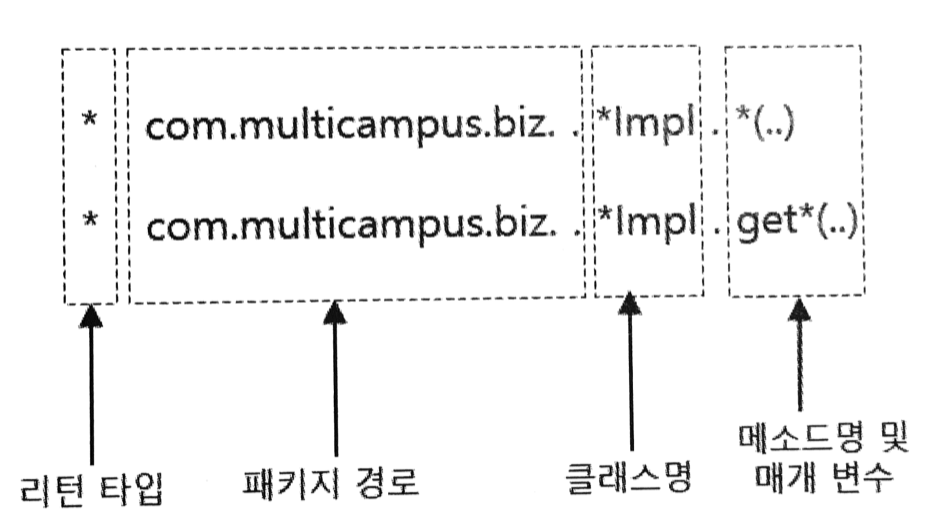 * com.multicampus.biz. . *Impl . *(..)
* com.multicampus.biz. . *Impl . get*(..)
리턴 타입 패키지 경로 클래스명 메소드명 및
매개 변수